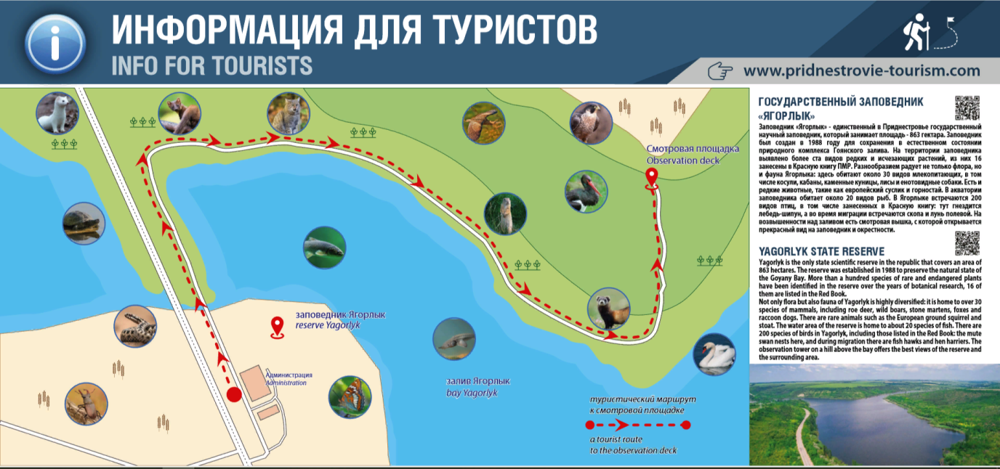 ИНФОРМАЦИЯ ДЛЯ ТУРИСТОВ
INFO FOR TOURISTS
www.pridnestrovie-tourism.com
Смотровая площадка
Observation deck
заповедник Ягорлык
reserve Yagorlyk
Администрация
Administration
залив Ягорлык
bay Yagorlyk
туристический маршрут
к смотровой площадке
a tourist route
to the observation deck
ГОСУДАРСТВЕННЫЙ ЗАПОВЕДНИК
«ЯГОРЛЫК»
Заповедник «Ягорлык» - единственный в Приднестровье государственный
научный заповедник, который занимает площадь - 863 гектара. Заповедник
был создан в 1988 году для сохранения в естественном состоянии
природного комплекса Гоянского залива. На территории заповедника
выявлено более ста видов редких и исчезающих растений, из них 16
занесены в Красную книгу ПМР. Разнообразием радует не только флора, но
и фауна Ягорлыка: здесь обитают около 30 видов млекопитающих, в том
числе косули, кабаны, каменные куницы, лисы и енотовидные собаки. Есть и
редкие животные, такие как европейский суслик и горностай. В акватории
заповедника обитает около 20 видов рыб. В Ягорлыке встречаются 200
видов птиц, в том числе занесенных в Красную книгу: тут гнездится
лебедь-шипун, а во время миграции встречаются скопа и лунь полевой. На
возвышенности над заливом есть смотровая вышка, с которой открывается
прекрасный вид на заповедник и окрестности.
YAGORLYK STATE RESERVE
Yagorlyk is the only state scientific reserve in the republic that covers an area of
863 hectares. The reserve was established in 1988 to preserve the natural state of
the Goyany Bay. More than a hundred species of rare and endangered plants
have been identified in the reserve over the years of botanical research, 16 of
them are listed in the Red Book.
Not only flora but also fauna of Yagorlyk is highly diversified: it is home to over 30
species of mammals, including roe deer, wild boars, stone martens, foxes and
raccoon dogs. There are rare animals such as the European ground squirrel and
stoat. The water area of the reserve is home to about 20 species of fish. There are
200 species of birds in Yagorlyk, including those listed in the Red Book: the mute
swan nests here, and during migration there are fish hawks and hen harriers. The
observation tower on a hill above the bay offers the best views of the reserve and
the surrounding area.